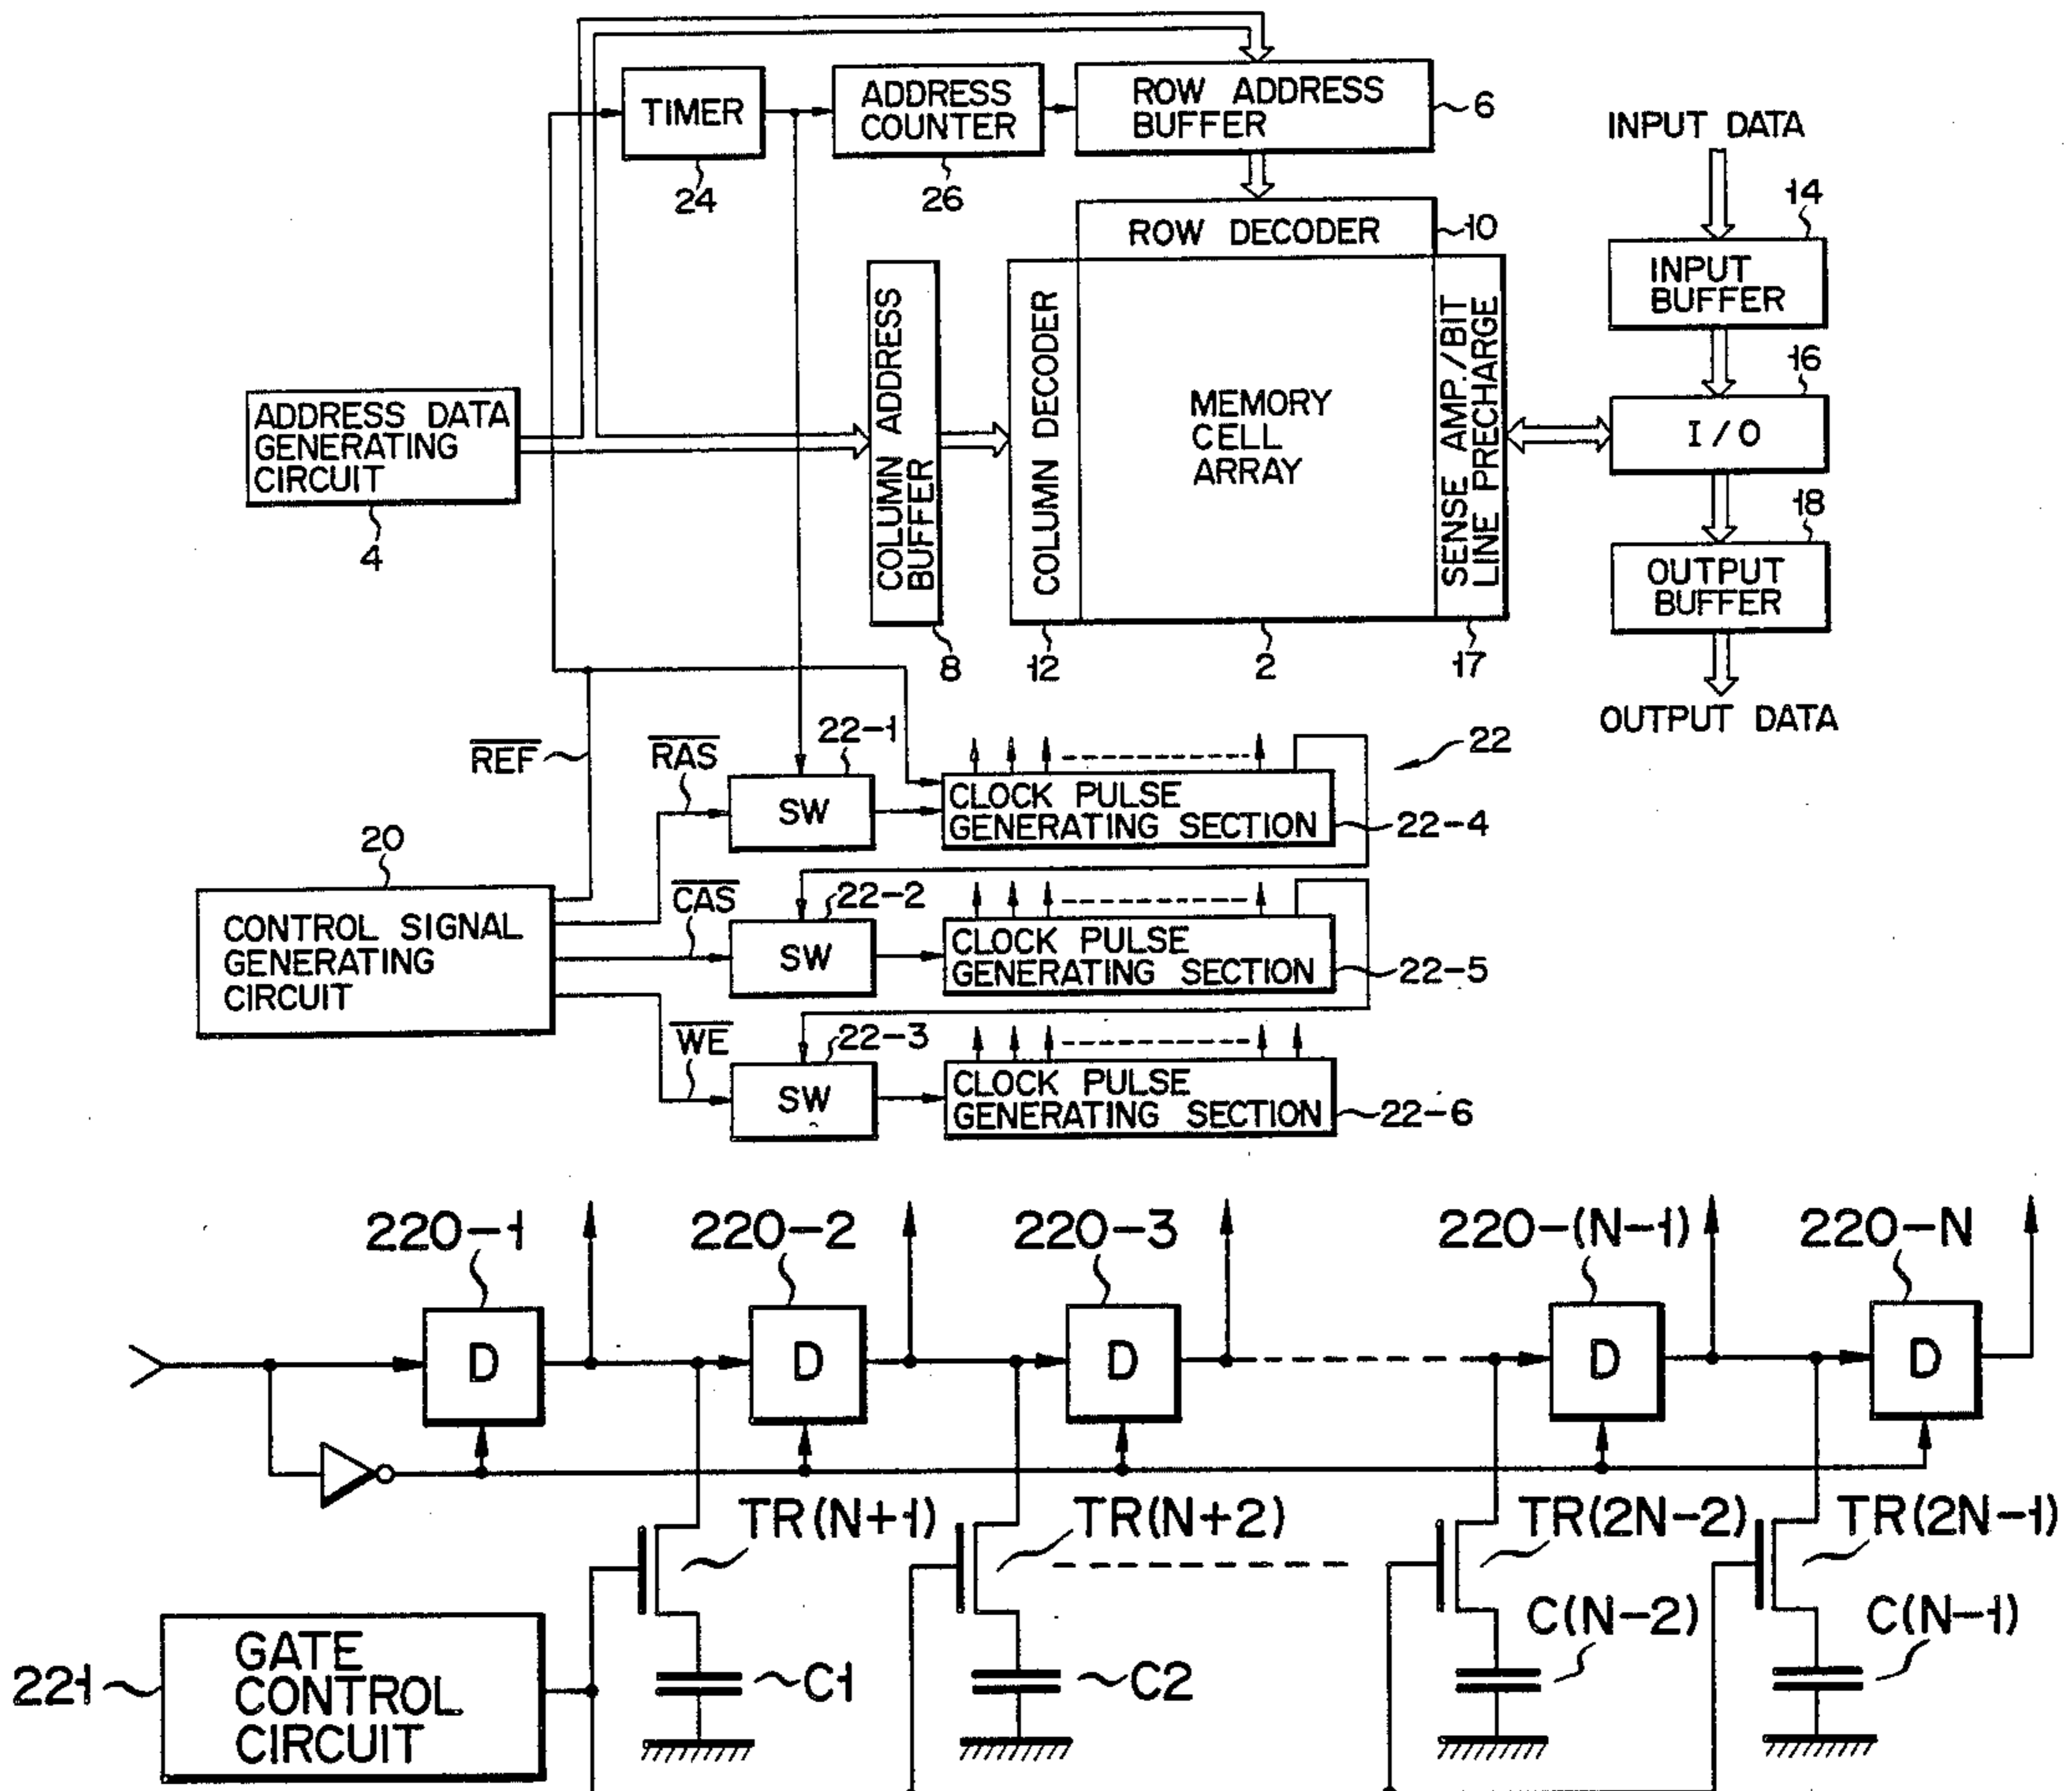 TIMER
24
ADDRESS
COUNTER
26
ROW ADDRESS
BUFFER
6
INPUT DATA
ROW DECODER
10
14
INPUT
BUFFER
ADDRESS DATA
GENERATING
CIRCUIT
4
COLUMN ADDRESS
BUFFER
8
COLUMN DECODER
12
MEMORY
CELL
ARRAY
2
SENSE AMP./BIT
LINE PRECHARGE
17
16
I/O
18
OUTPUT
BUFFER
OUTPUT DATA
REF
RAS
22-1
SW
CLOCK PULSE
GENERATING SECTION
22
22-4
20
CONTROL SIGNAL
GENERATING
CIRCUIT
CAS
22-2
SW
CLOCK PULSE
GENERATING SECTION
22-5
WE
22-3
SW
CLOCK PULSE
GENERATING SECTION
22-6
220-1
220-2
220-3
220-(N-1)
220-N
D
D
D
D
D
TR(N+1)
TR(N+2)
TR(2N-2)
TR(2N-1)
C1
C2
C(N-2)
C(N-1)
221
GATE
CONTROL
CIRCUIT